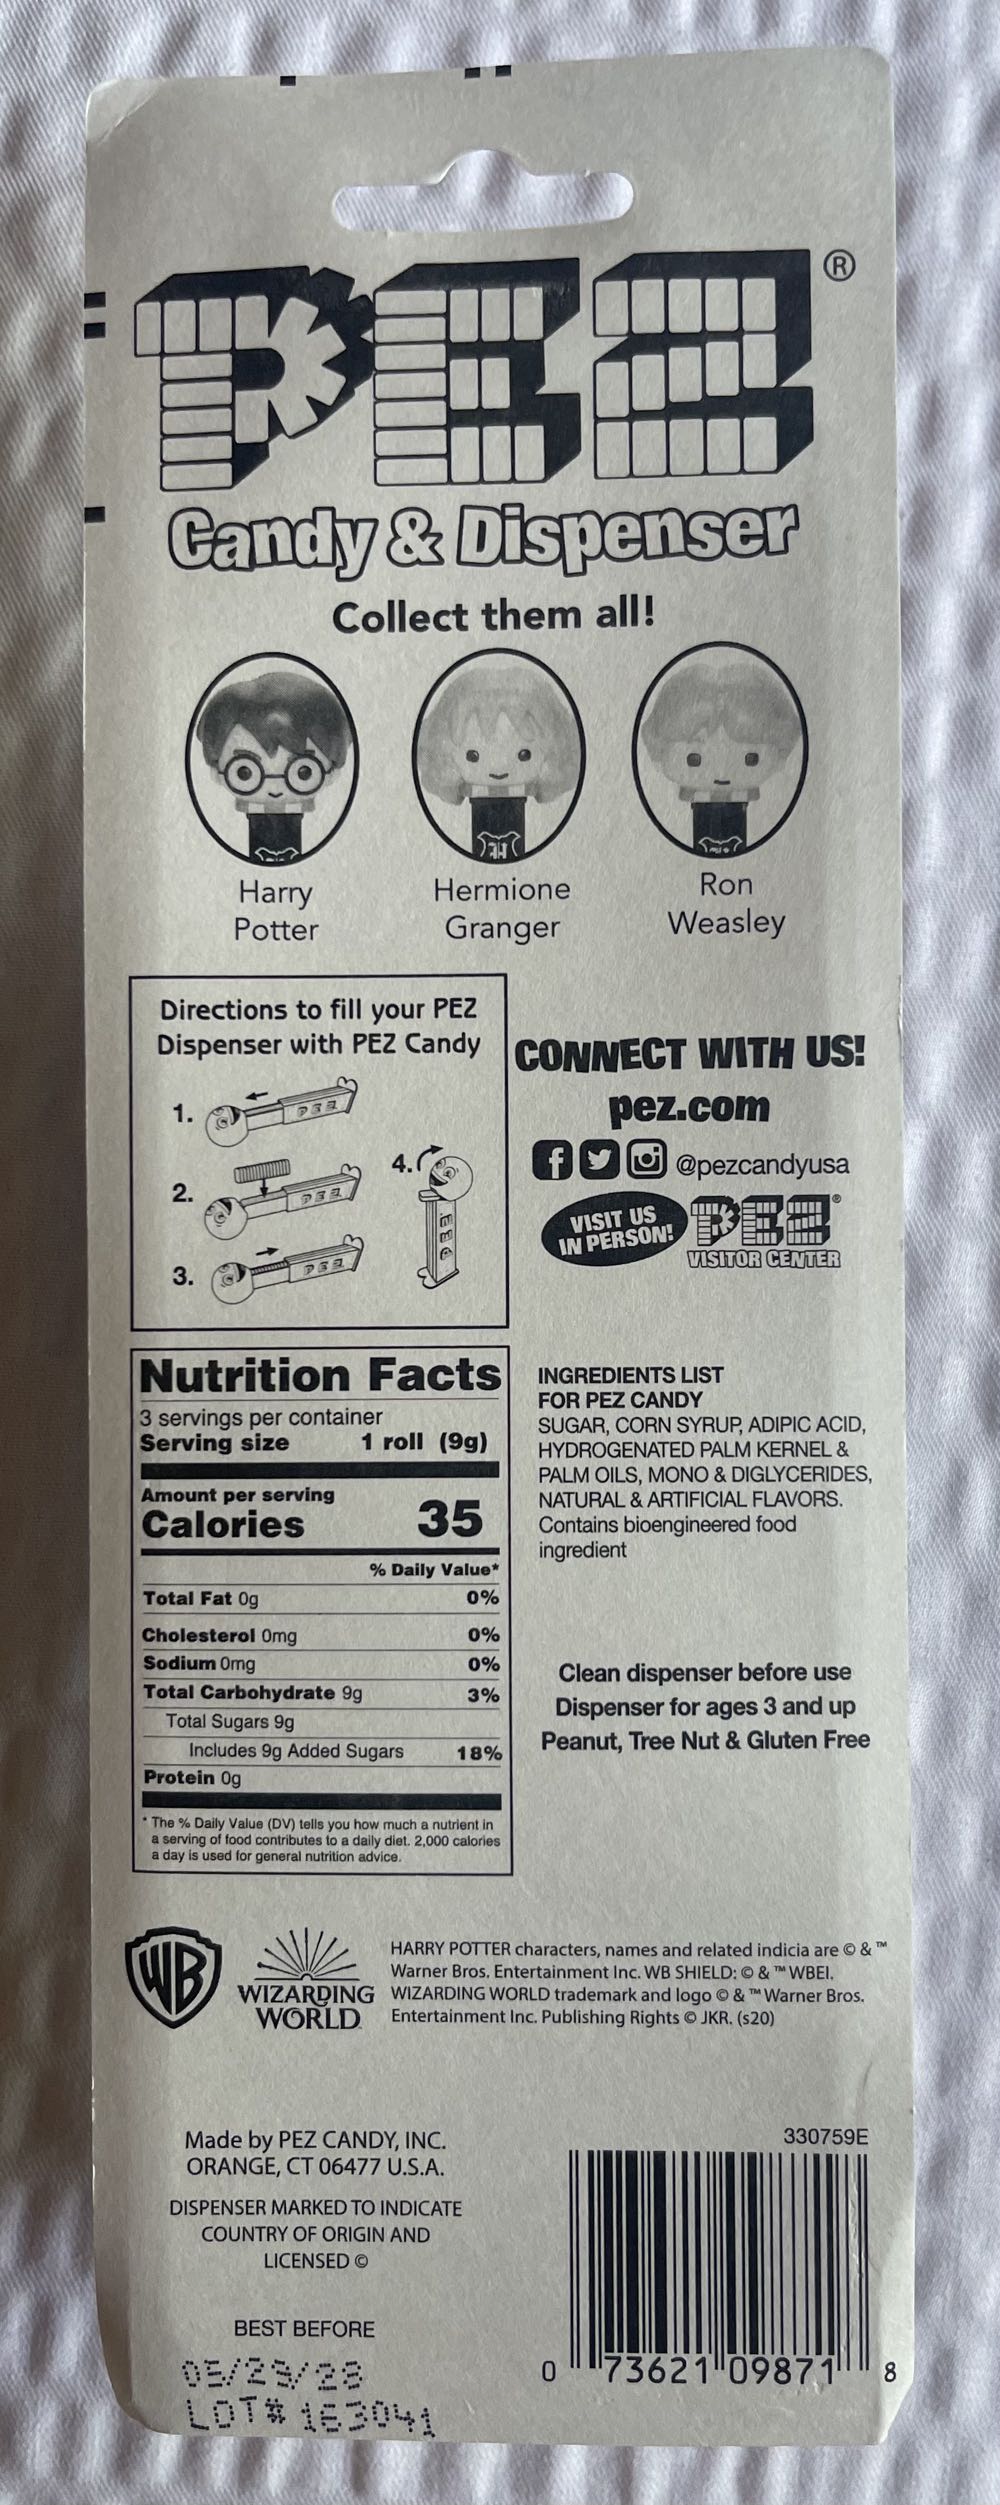 PEZ®
Candy & Dispenser
Collect them all!
Harry
Potter
Hermione
Granger
Ron
Weasley
Directions to fill your PEZ
Dispenser with PEZ Candy
1.
PEZ
2.
PEZ
3.
PEZ
4.
PEZ
CONNECT WITH US!
pez.com
@pezcandyusa
VISIT US
IN PERSON!
PEZ®
VISITOR CENTER
Nutrition Facts
3 servings per container
Serving size 1 roll (9g)
Amount per serving
Calories 35
% Daily Value*
Total Fat 0g 0%
Cholesterol 0mg 0%
Sodium 0mg 0%
Total Carbohydrate 9g 3%
Total Sugars 9g
Includes 9g Added Sugars 18%
Protein 0g
* The % Daily Value (DV) tells you how much a nutrient in
a serving of food contributes to a daily diet. 2,000 calories
a day is used for general nutrition advice.
INGREDIENTS LIST
FOR PEZ CANDY
SUGAR, CORN SYRUP, ADIPIC ACID,
HYDROGENATED PALM KERNEL &
PALM OILS, MONO & DIGLYCERIDES,
NATURAL & ARTIFICIAL FLAVORS.
Contains bioengineered food
ingredient
Clean dispenser before use
Dispenser for ages 3 and up
Peanut, Tree Nut & Gluten Free
WB
WIZARDING
WORLD
HARRY POTTER characters, names and related indicia are © & ™
Warner Bros. Entertainment Inc. WB SHIELD: © & ™ WBEI.
WIZARDING WORLD trademark and logo © & ™ Warner Bros.
Entertainment Inc. Publishing Rights © JKR. (s20)
Made by PEZ CANDY, INC.
ORANGE, CT 06477 U.S.A.
DISPENSER MARKED TO INDICATE
COUNTRY OF ORIGIN AND
LICENSED ©
BEST BEFORE
05/29/28
LOT# 163041
330759E
0 73621 09871 8